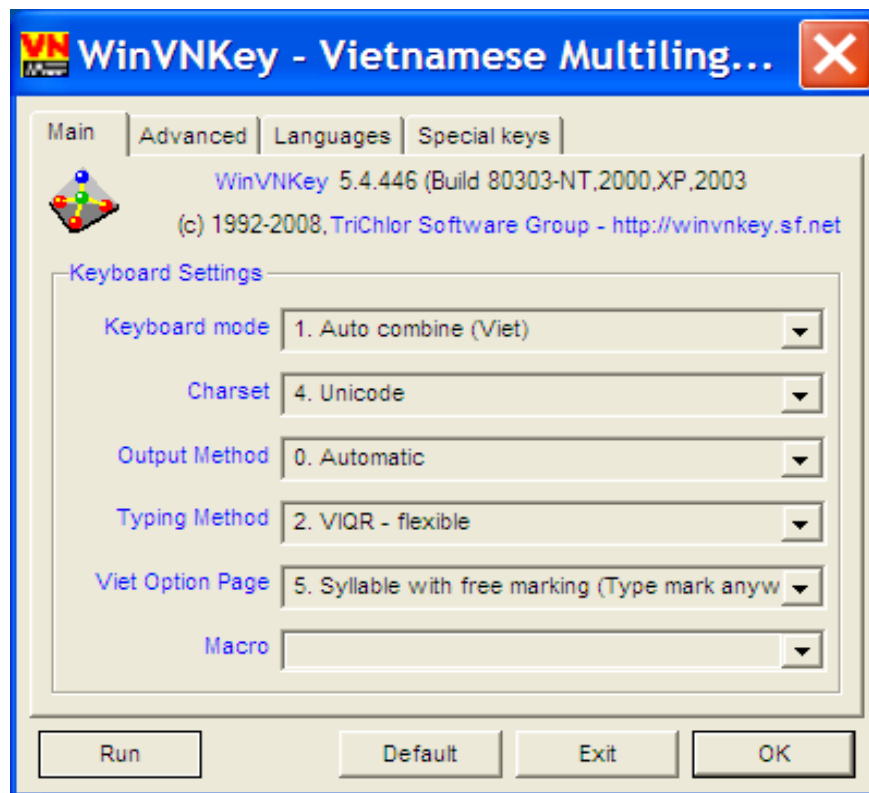 VN
WinVNKey - Vietnamese Multiling...
Main Advanced Languages Special keys
WinVNKey 5.4.446 (Build 80303-NT,2000,XP,2003
(c) 1992-2008, TriChlor Software Group - http://winvnkey.sf.net
Keyboard Settings
Keyboard mode 1. Auto combine (Viet)
Charset 4. Unicode
Output Method 0. Automatic
Typing Method 2. VIQR - flexible
Viet Option Page 5. Syllable with free marking (Type mark anyw
Macro
Run Default Exit OK